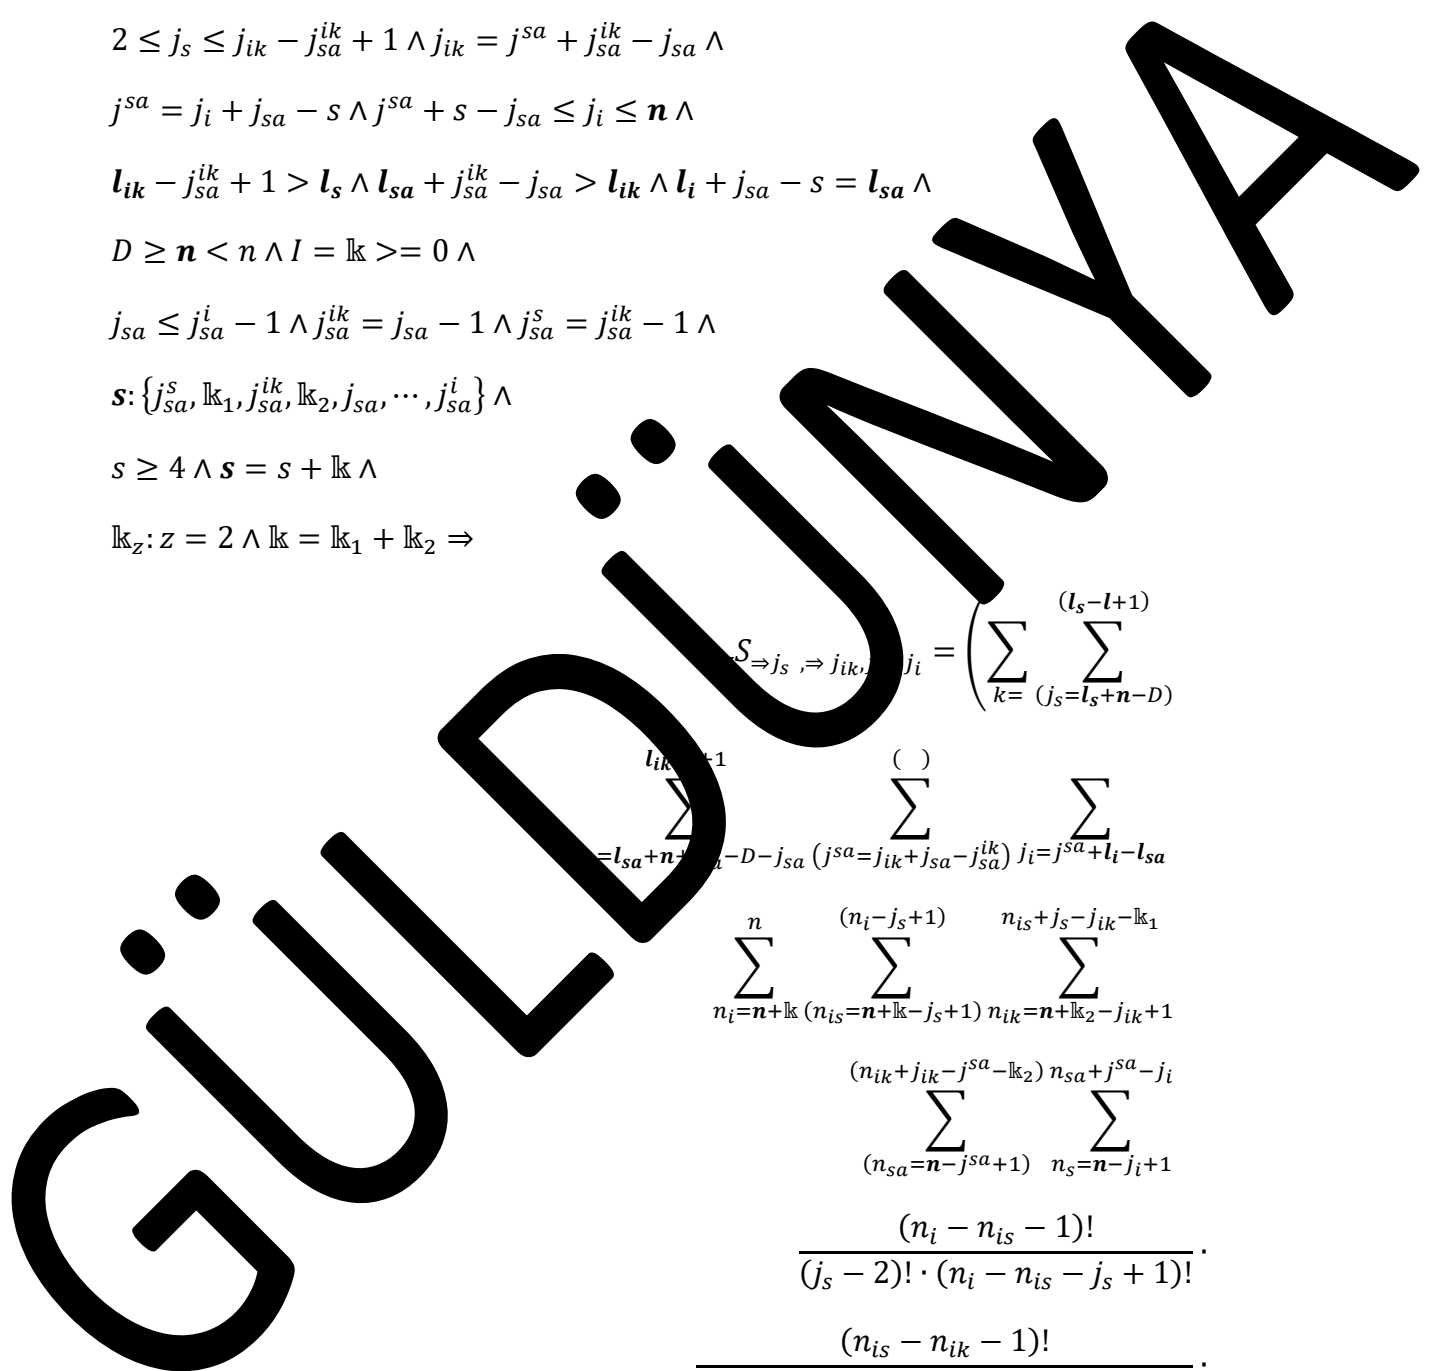 2 ≤ j_s ≤ j_{ik} − j_{sa}^{ik} + 1 ∧ j_{ik} = j^{sa} + j_{sa}^{ik} − j_{sa} ∧
j^{sa} = j_i + j_{sa} − s ∧ j^{sa} + s − j_{sa} ≤ j_i ≤ n ∧
l_{ik} − j_{sa}^{ik} + 1 > l_s ∧ l_{sa} + j_{sa}^{ik} − j_{sa} > l_{ik} ∧ l_i + j_{sa} − s = l_{sa} ∧
D ≥ n < n ∧ I = 𝕜 >= 0 ∧
j_{sa} ≤ j_{sa}^{i} − 1 ∧ j_{sa}^{ik} = j_{sa} − 1 ∧ j_{sa}^{s} = j_{sa}^{ik} − 1 ∧
s: {j_{sa}^{s}, 𝕜_1, j_{sa}^{ik}, 𝕜_2, j_{sa}, ⋯, j_{sa}^{i}} ∧
s ≥ 4 ∧ s = s + 𝕜 ∧
𝕜_z: z = 2 ∧ 𝕜 = 𝕜_1 + 𝕜_2 ⇒
S_{⇒j_s ,⇒ j_{ik}, j_i} = ( ∑_{k=} ∑_{(j_s=l_s+n−D)}^{(l_s−l+1)}
∑_{=l_{sa}+n+ −D−j_{sa}}^{l_{ik} +1} ∑_{(j^{sa}=j_{ik}+j_{sa}−j_{sa}^{ik})}^{( )} ∑_{j_i=j^{sa}+l_i−l_{sa}}
∑_{n_i=n+𝕜}^{n} ∑_{(n_{is}=n+𝕜−j_s+1)}^{(n_i−j_s+1)} ∑_{n_{ik}=n+𝕜_2−j_{ik}+1}^{n_{is}+j_s−j_{ik}−𝕜_1}
∑_{(n_{sa}=n−j^{sa}+1)}^{(n_{ik}+j_{ik}−j^{sa}−𝕜_2)} ∑_{n_s=n−j_i+1}^{n_{sa}+j^{sa}−j_i}
(n_i − n_{is} − 1)!
(j_s − 2)! · (n_i − n_{is} − j_s + 1)! ·
(n_{is} − n_{ik} − 1)! ·
GÜLDÜNYA